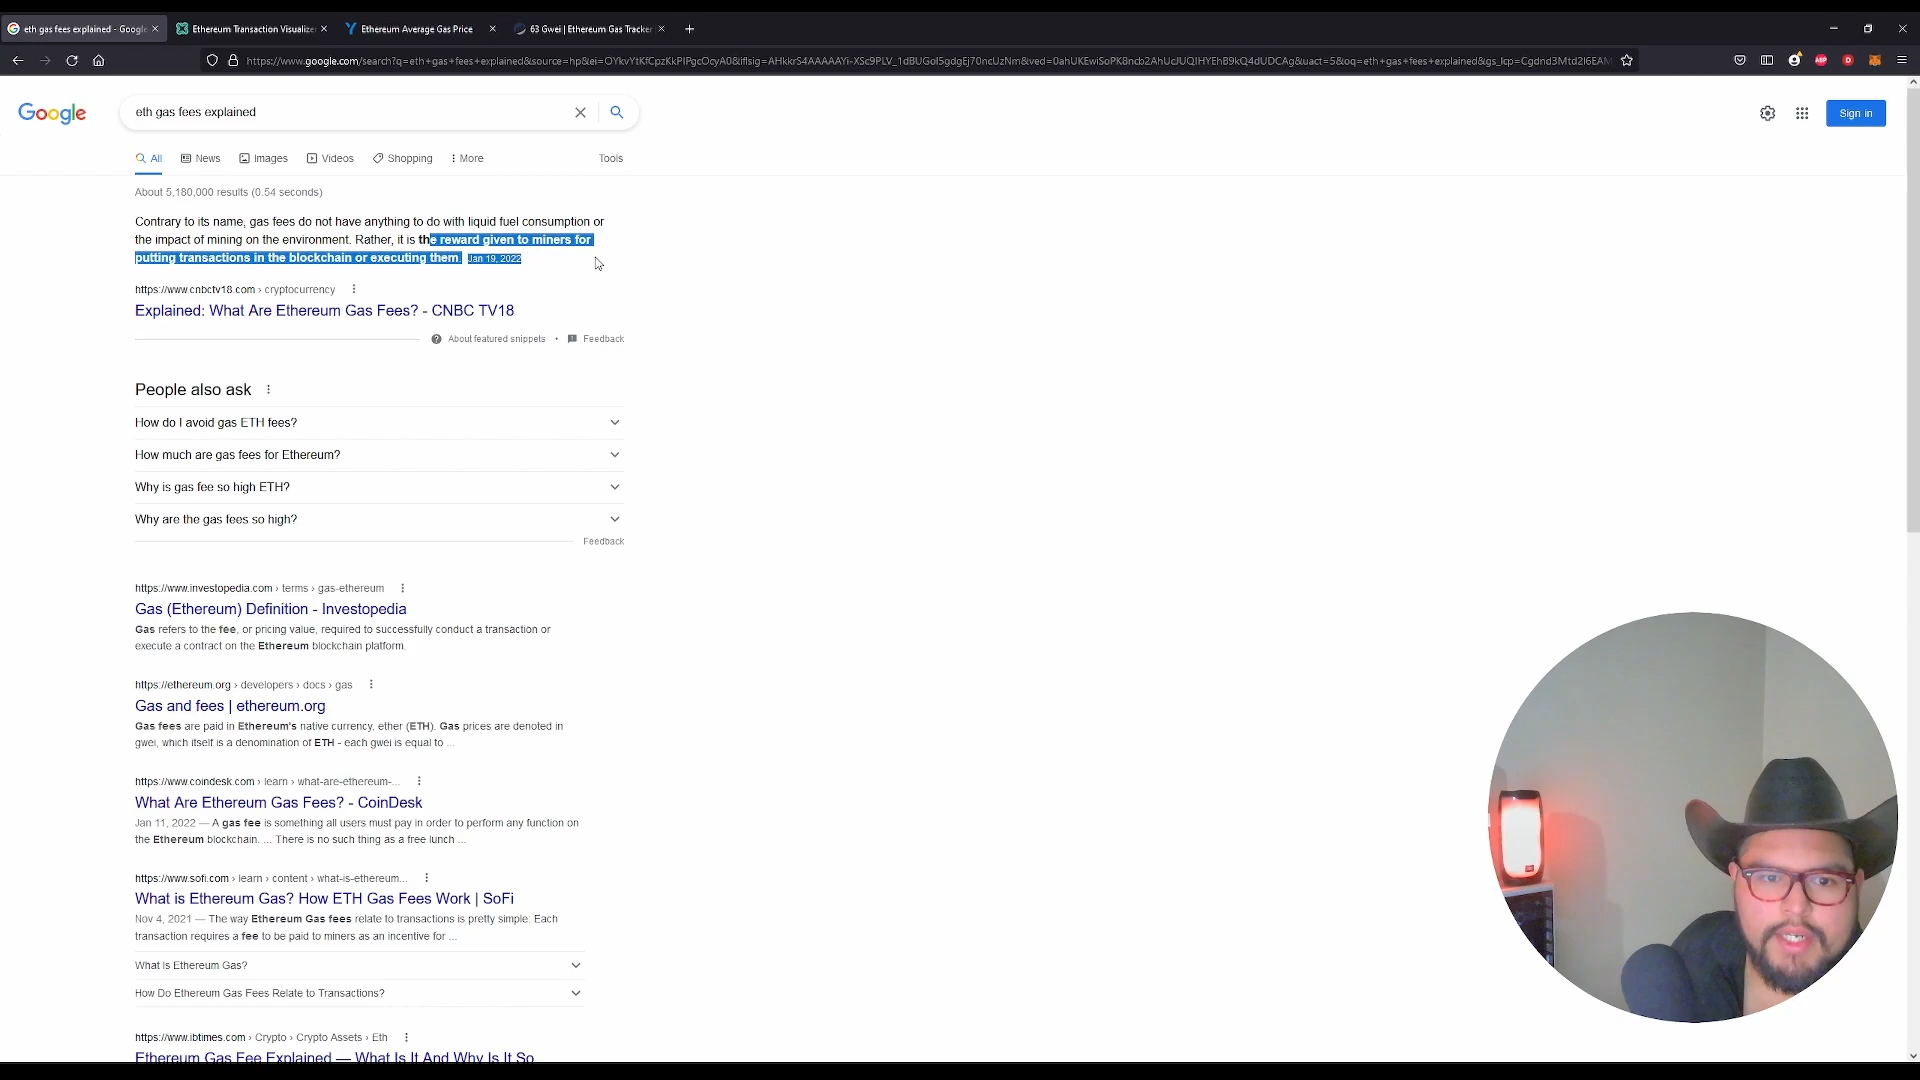 eth gas fees explained - Google
Ethereum Transaction Visualizer
Ethereum Average Gas Price
63 Gwei | Ethereum Gas Tracker
Google
eth gas fees explained
Sign in
All
News
Images
Videos
Shopping
More
Tools
About 5,180,000 results (0.54 seconds)
Contrary to its name, gas fees do not have anything to do with liquid fuel consumption or
the impact of mining on the environment. Rather, it is the reward given to miners for
putting transactions in the blockchain or executing them. Jan 19, 2022
https://www.cnbctv18.com › cryptocurrency
Explained: What Are Ethereum Gas Fees? - CNBC TV18
About featured snippets • Feedback
People also ask
How do I avoid gas ETH fees?
How much are gas fees for Ethereum?
Why is gas fee so high ETH?
Why are the gas fees so high?
Feedback
https://www.investopedia.com › terms › gas-ethereum
Gas (Ethereum) Definition - Investopedia
Gas refers to the fee, or pricing value, required to successfully conduct a transaction or
execute a contract on the Ethereum blockchain platform.
https://ethereum.org › developers › docs › gas
Gas and fees | ethereum.org
Gas fees are paid in Ethereum's native currency, ether (ETH). Gas prices are denoted in
gwei, which itself is a denomination of ETH - each gwei is equal to ...
https://www.coindesk.com › learn › what-are-ethereum-...
What Are Ethereum Gas Fees? - CoinDesk
Jan 11, 2022 — A gas fee is something all users must pay in order to perform any function on
the Ethereum blockchain. ... There is no such thing as a free lunch ...
https://www.sofi.com › learn › content › what-is-ethereum...
What is Ethereum Gas? How ETH Gas Fees Work | SoFi
Nov 4, 2021 — The way Ethereum Gas fees relate to transactions is pretty simple: Each
transaction requires a fee to be paid to miners as an incentive for ...
What Is Ethereum Gas?
How Do Ethereum Gas Fees Relate to Transactions?
https://www.ibtimes.com › Crypto › Crypto Assets › Eth
Ethereum Gas Fee Explained — What Is It And Why Is It So